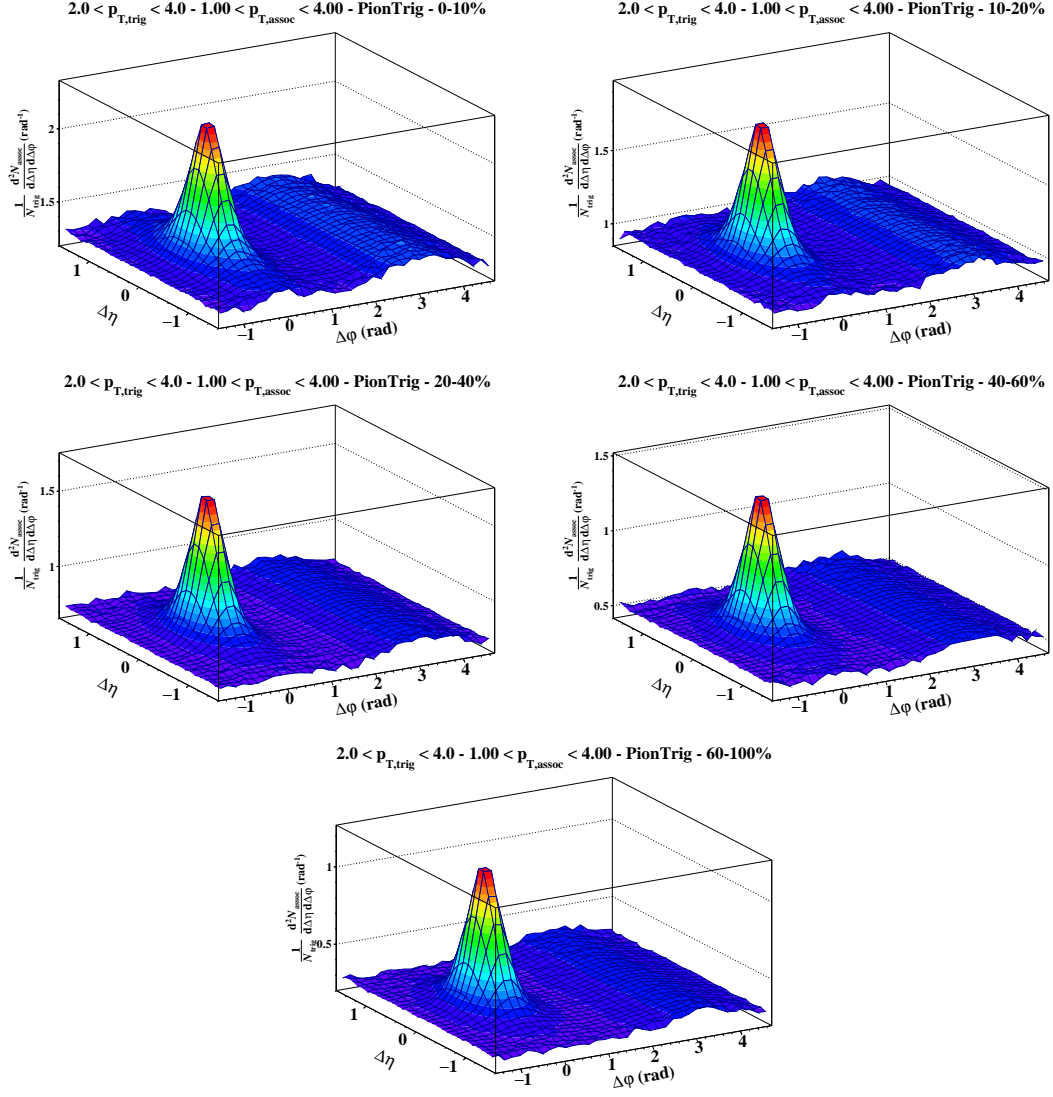 2.0 < p_T,trig < 4.0 - 1.00 < p_T,assoc < 4.00 - PionTrig - 0-10%
1/N_trig d²N_assoc/dΔη dΔφ (rad⁻¹)
2
1.5
1
0
−1
Δη
−1
0
1
2
3
4
Δφ (rad)
2.0 < p_T,trig < 4.0 - 1.00 < p_T,assoc < 4.00 - PionTrig - 10-20%
1/N_trig d²N_assoc/dΔη dΔφ (rad⁻¹)
1.5
1
1
0
−1
Δη
−1
0
1
2
3
4
Δφ (rad)
2.0 < p_T,trig < 4.0 - 1.00 < p_T,assoc < 4.00 - PionTrig - 20-40%
1/N_trig d²N_assoc/dΔη dΔφ (rad⁻¹)
1.5
1
1
0
−1
Δη
−1
0
1
2
3
4
Δφ (rad)
2.0 < p_T,trig < 4.0 - 1.00 < p_T,assoc < 4.00 - PionTrig - 40-60%
1/N_trig d²N_assoc/dΔη dΔφ (rad⁻¹)
1.5
1
0.5
1
0
−1
Δη
−1
0
1
2
3
4
Δφ (rad)
2.0 < p_T,trig < 4.0 - 1.00 < p_T,assoc < 4.00 - PionTrig - 60-100%
1/N_trig d²N_assoc/dΔη dΔφ (rad⁻¹)
1
0.5
1
0
−1
Δη
−1
0
1
2
3
4
Δφ (rad)